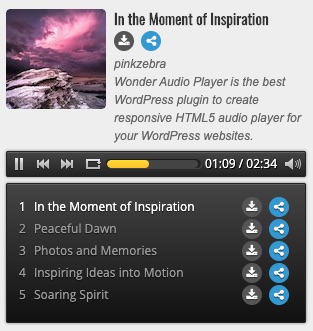 In the Moment of Inspiration
pinkzebra
Wonder Audio Player is the best
WordPress plugin to create
responsive HTML5 audio player for
your WordPress websites.
01:09 / 02:34
1 In the Moment of Inspiration
2 Peaceful Dawn
3 Photos and Memories
4 Inspiring Ideas into Motion
5 Soaring Spirit